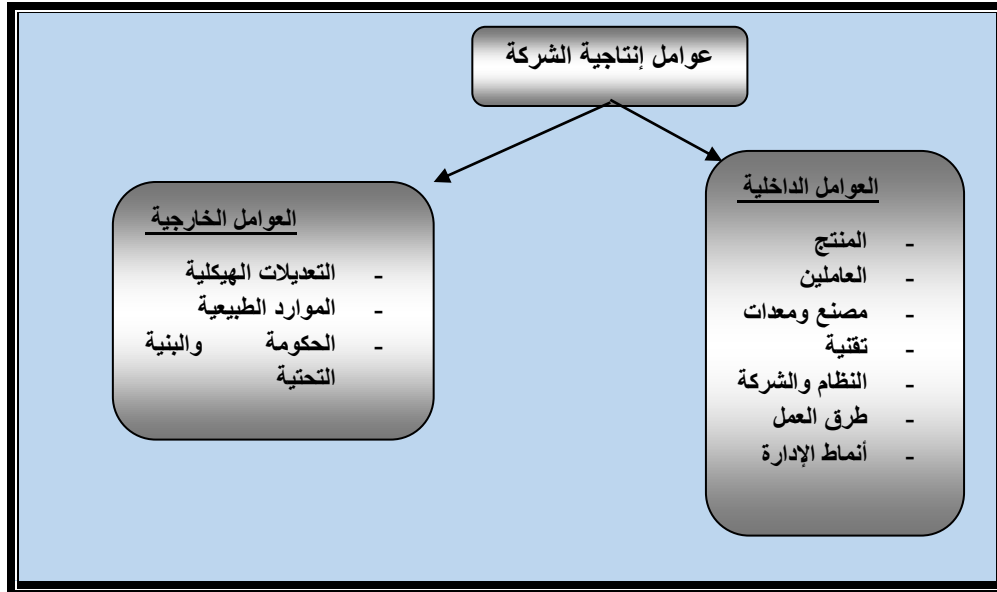 عوامل إنتاجية الشركة
العوامل الداخلية
- المنتج
- العاملين
- مصنع ومعدات
- تقنية
- النظام والشركة
- طرق العمل
- أنماط الإدارة
العوامل الخارجية
- التعديلات الهيكلية
- الموارد الطبيعية
- الحكومة والبنية
التحتية